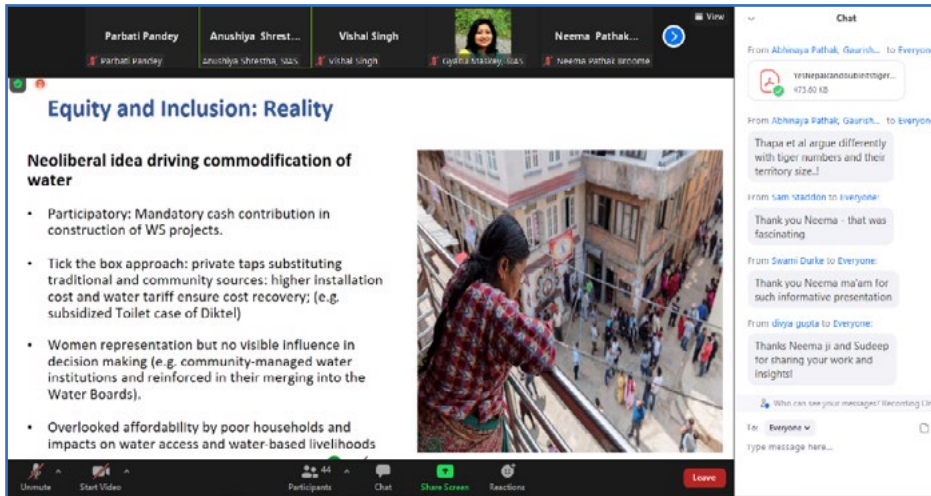 View
Parbati Pandey
Anushiya Shrest...
Vishal Singh
Neema Pathak...
Parbati Pandey
Anushiya Shrestha, SIAS
Vishal Singh
Neema Pathak Broome
Equity and Inclusion: Reality
Neoliberal idea driving commodification of
water
• Participatory: Mandatory cash contribution in
construction of WS projects.
• Tick the box approach: private taps substituting
traditional and community sources: higher installation
cost and water tariff ensure cost recovery; (e.g.
subsidized Toilet case of Diktel)
• Women representation but no visible influence in
decision making (e.g. community-managed water
institutions and reinforced in their merging into the
Water Boards).
• Overlooked affordability by poor households and
impacts on water access and water-based livelihoods
Unmute
Start Video
44
Participants
Chat
Share Screen
Reactions
Leave
Chat
From Abhinaya Pathak, Gaurish... to Everyone
473.60 KB
From Abhinaya Pathak, Gaurish... to Everyone
Thapa et al argue differently
with tiger numbers and their
territory size..!
From Sam Staddon to Everyone:
Thank you Neema - that was
fascinating
From Swami Durke to Everyone:
Thank you Neema ma'am for
such informative presentation
From divya gupta to Everyone:
Thanks Neema ji and Sudeep
for sharing your work and
insights!
Who can see your messages? Recording On
To: Everyone
Type message here...